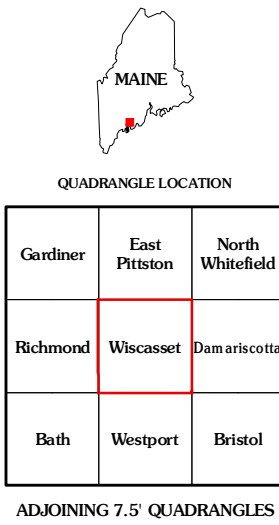 MAINE
QUADRANGLE LOCATION
Gardiner East Pittston North Whitefield
Richmond Wiscasset Damariscotta
Bath Westport Bristol
ADJOINING 7.5' QUADRANGLES